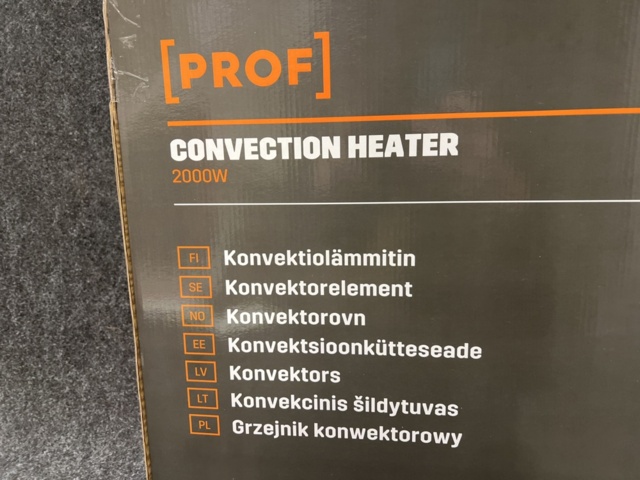 [PROF]
CONVECTION HEATER
2000W
FI Konvektiolämmitin
SE Konvektorelement
NO Konvektorovn
EE Konvektsioonkütteseade
LV Konvektors
LT Konvekcinis šildytuvas
PL Grzejnik konwektorowy